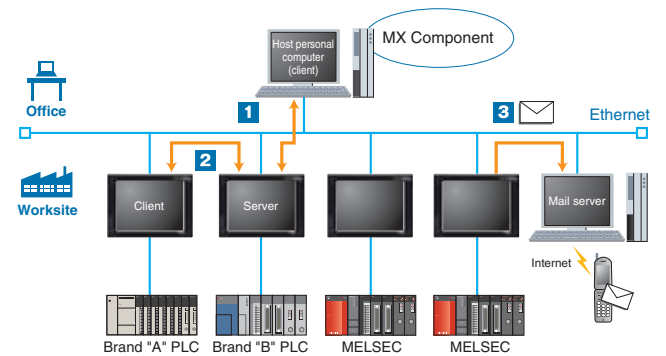 Host personal
computer
(client)
MX Component
Office
1
3
Ethernet
2
Worksite
Client
Server
Mail server
Internet
Brand "A" PLC
Brand "B" PLC
MELSEC
MELSEC